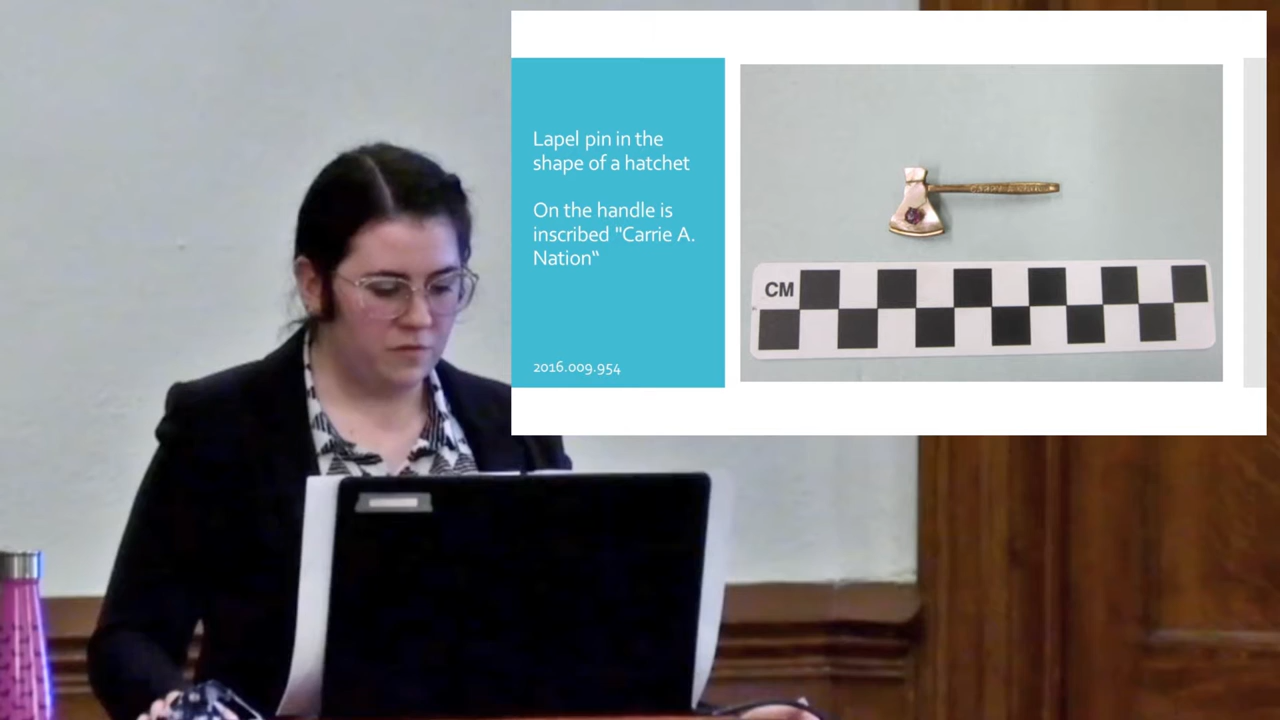 Lapel pin in the
shape of a hatchet
On the handle is
inscribed "Carrie A.
Nation“
2016.009.954
CM